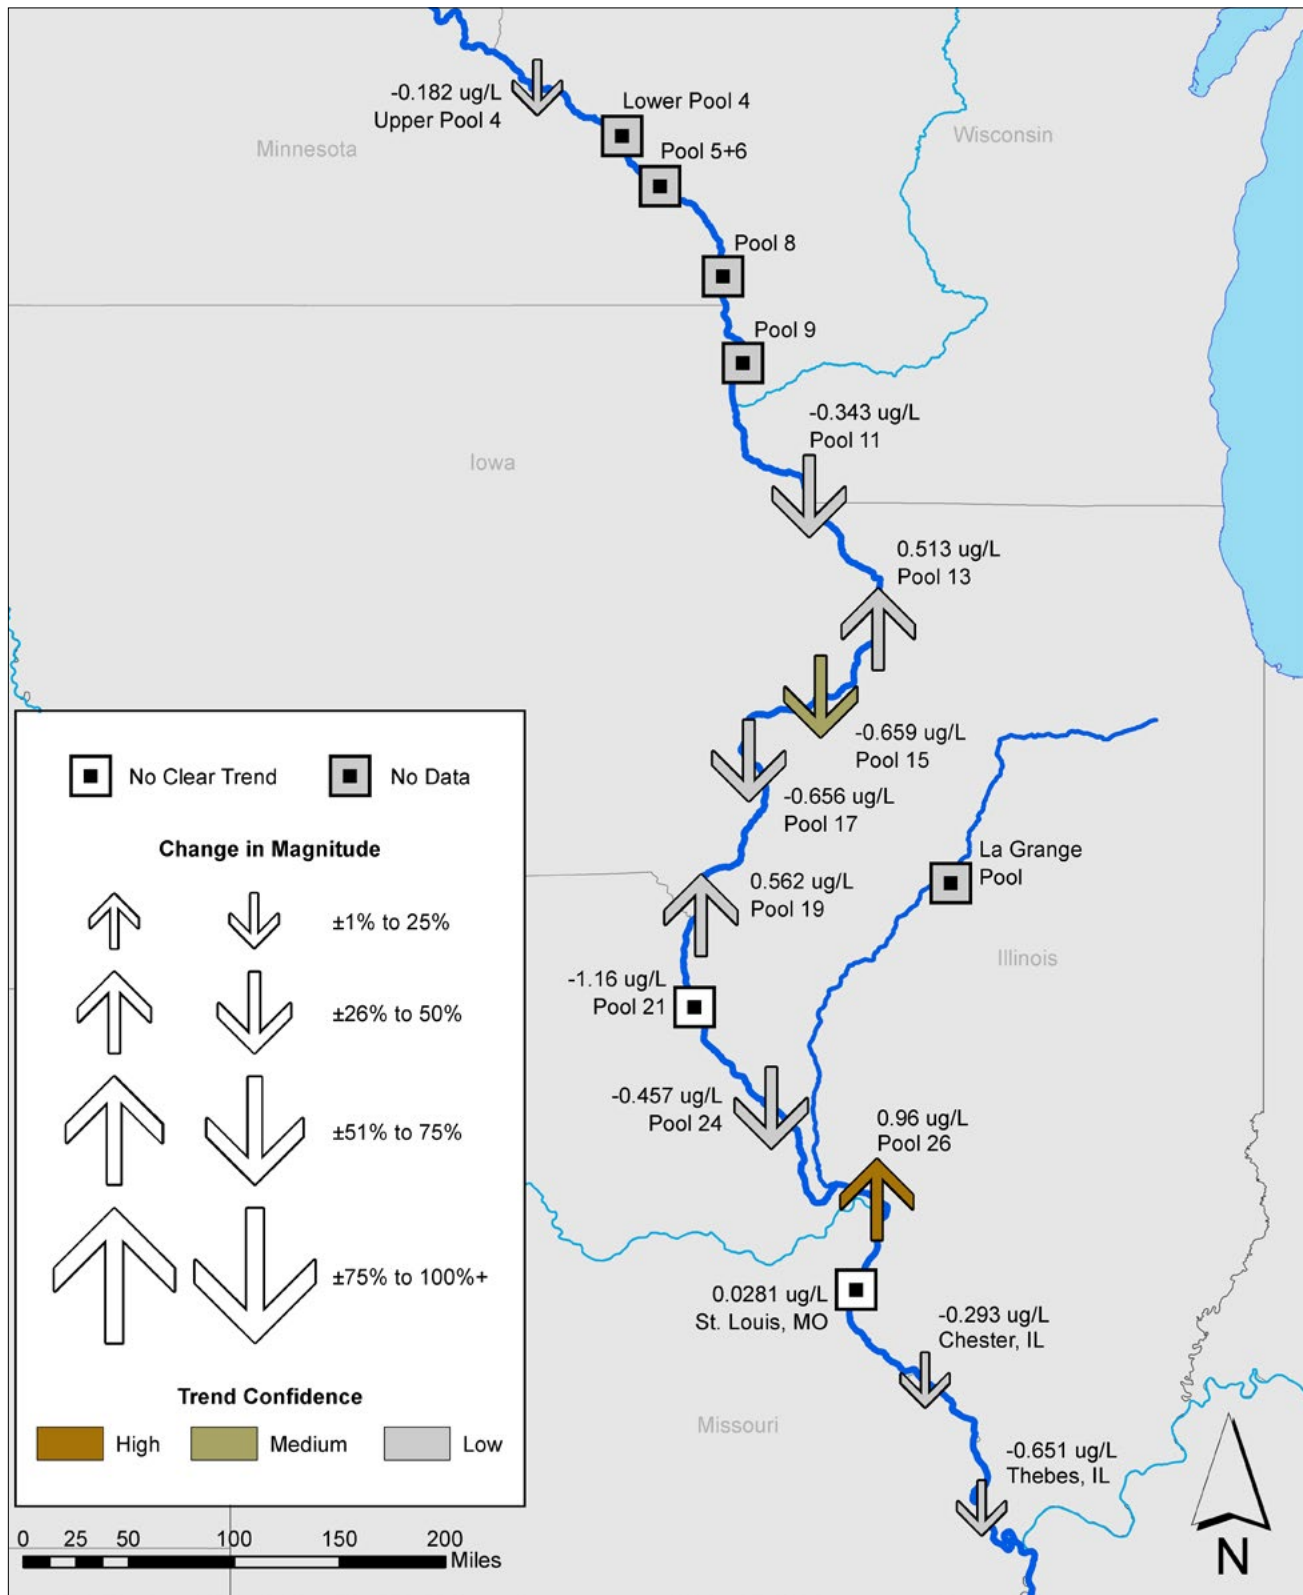 -0.182 ug/L
Upper Pool 4
Lower Pool 4
Pool 5+6
Minnesota
Wisconsin
Pool 8
Pool 9
-0.343 ug/L
Pool 11
Iowa
0.513 ug/L
Pool 13
-0.659 ug/L
Pool 15
-0.656 ug/L
Pool 17
0.562 ug/L
Pool 19
La Grange
Pool
Illinois
-1.16 ug/L
Pool 21
-0.457 ug/L
Pool 24
0.96 ug/L
Pool 26
0.0281 ug/L
St. Louis, MO
-0.293 ug/L
Chester, IL
Missouri
-0.651 ug/L
Thebes, IL
No Clear Trend
No Data
Change in Magnitude
±1% to 25%
±26% to 50%
±51% to 75%
±75% to 100%+
Trend Confidence
High
Medium
Low
0 25 50 100 150 200
Miles
N